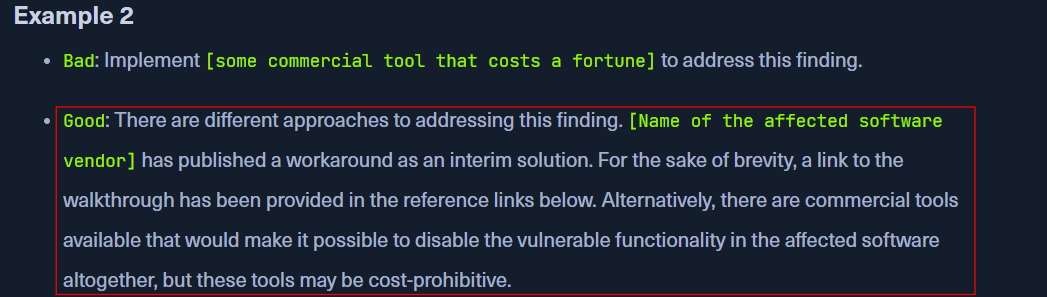 Example 2
• Bad: Implement [some commercial tool that costs a fortune] to address this finding.
• Good: There are different approaches to addressing this finding. [Name of the affected software
vendor] has published a workaround as an interim solution. For the sake of brevity, a link to the
walkthrough has been provided in the reference links below. Alternatively, there are commercial tools
available that would make it possible to disable the vulnerable functionality in the affected software
altogether, but these tools may be cost-prohibitive.